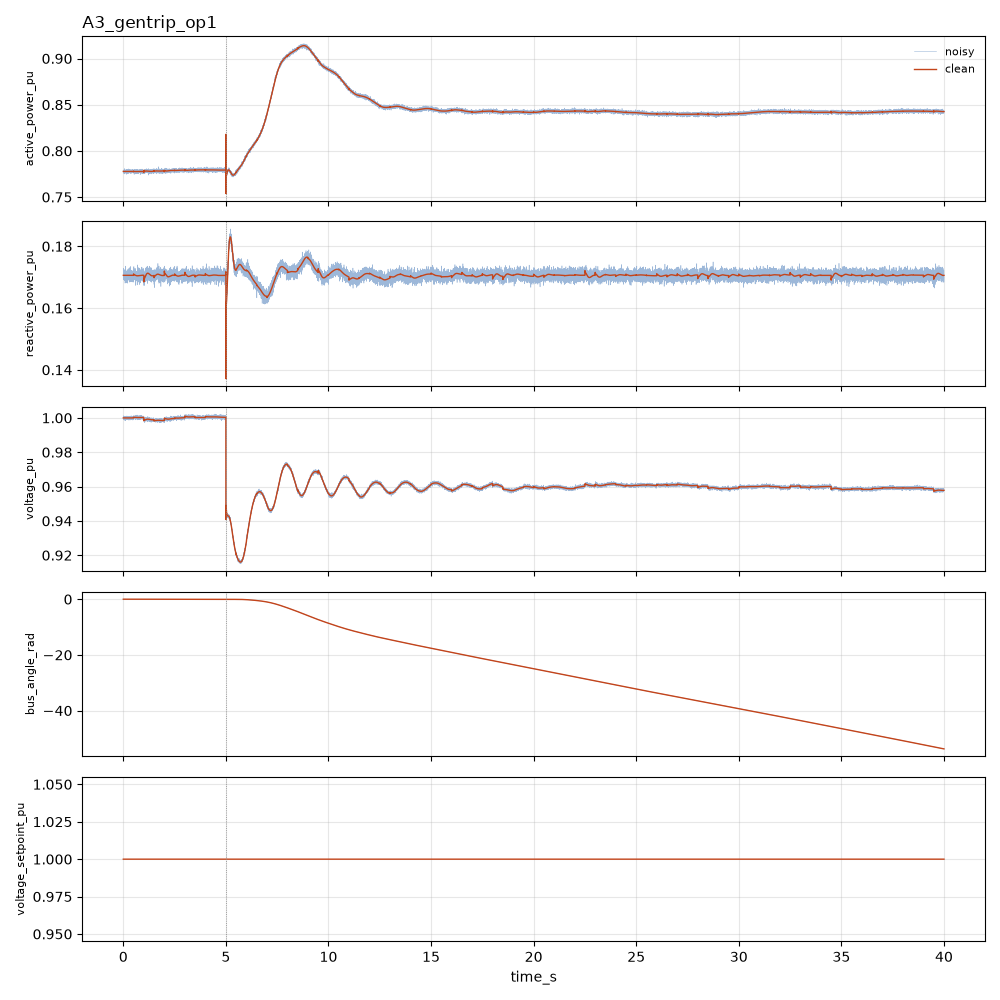 A3_gentrip_op1
active_power_pu
0.90
0.85
0.80
0.75
noisy
clean
reactive_power_pu
0.18
0.16
0.14
voltage_pu
1.00
0.98
0.96
0.94
0.92
bus_angle_rad
0
−20
−40
voltage_setpoint_pu
1.050
1.025
1.000
0.975
0.950
0 5 10 15 20 25 30 35 40
time_s